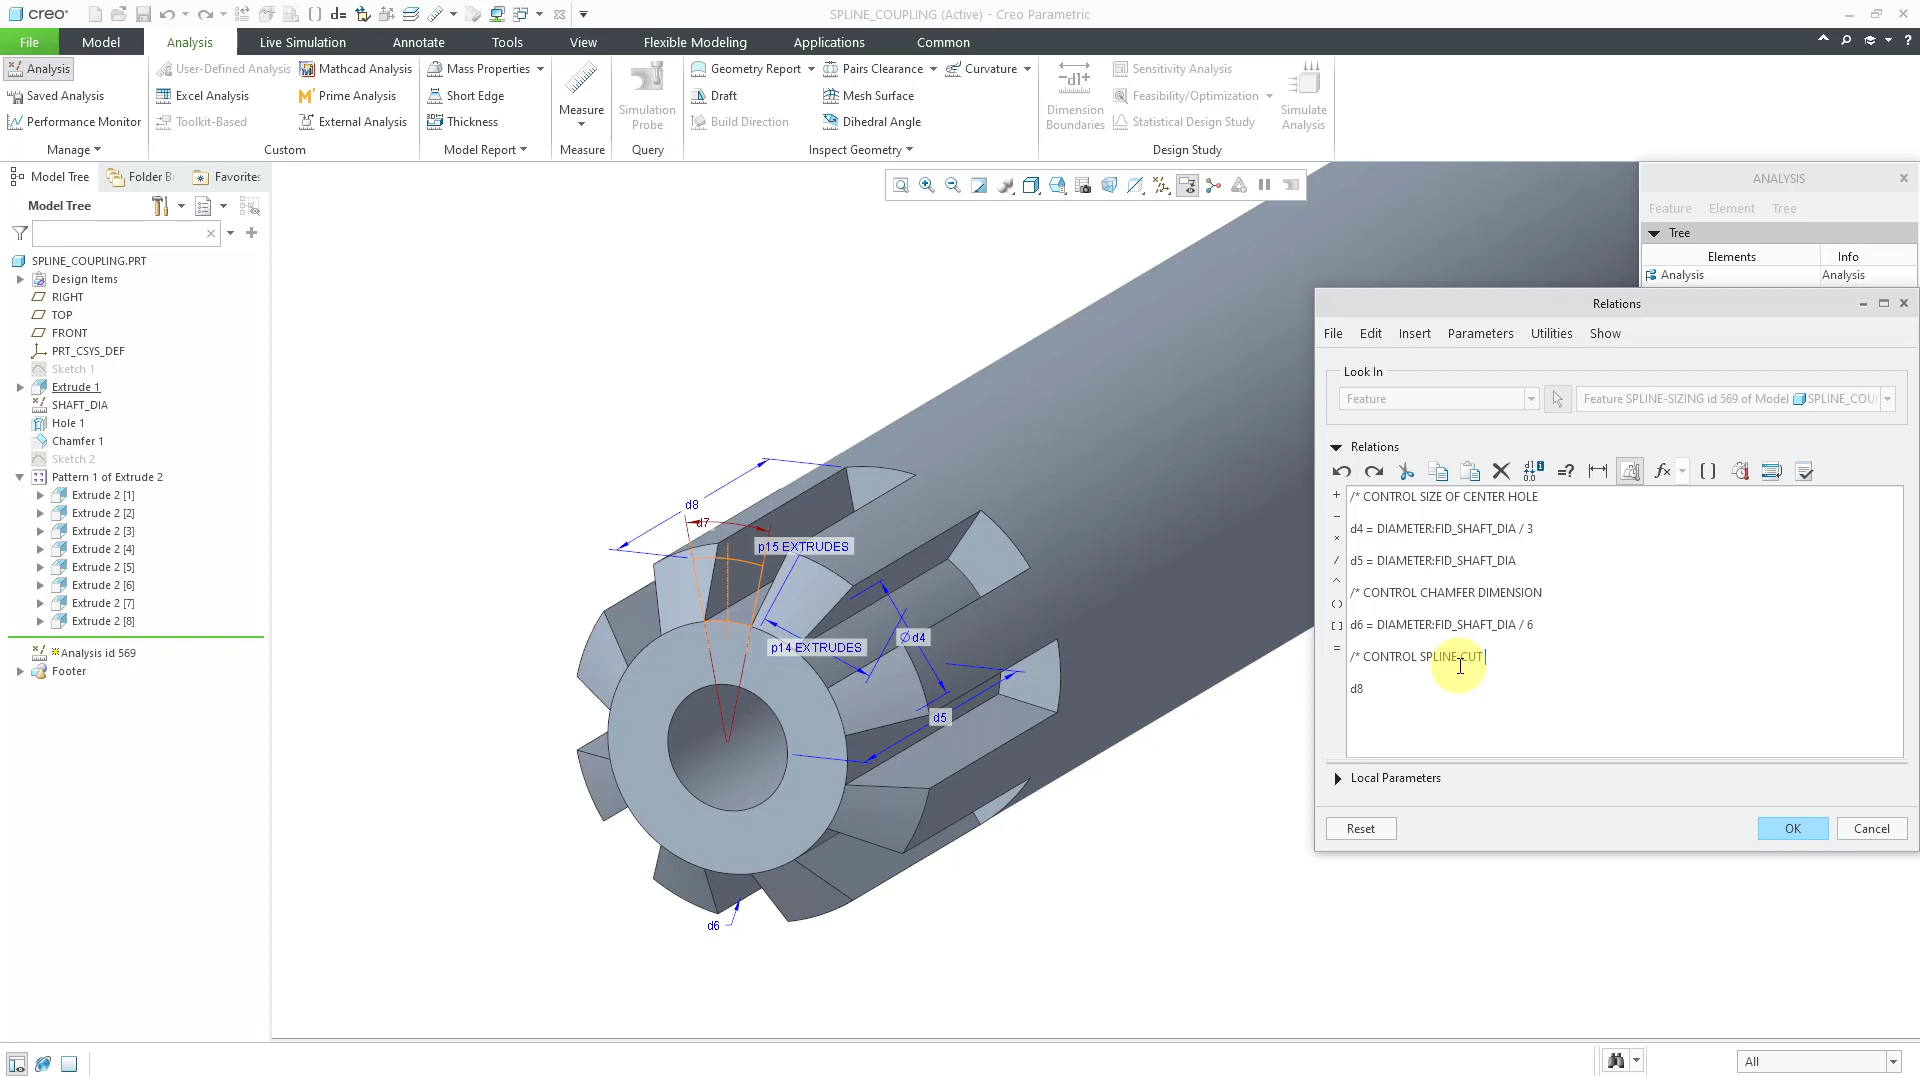 creo
d=
SPLINE_COUPLING (Active) - Creo Parametric
File
Model
Analysis
Live Simulation
Annotate
Tools
View
Flexible Modeling
Applications
Common
Analysis
Saved Analysis
Performance Monitor
Manage
User-Defined Analysis
Excel Analysis
Toolkit-Based
Mathcad Analysis
Prime Analysis
External Analysis
Custom
Mass Properties
Short Edge
Thickness
Model Report
Measure
Measure
Simulation
Probe
Query
Geometry Report
Draft
Build Direction
Pairs Clearance
Mesh Surface
Dihedral Angle
Curvature
Inspect Geometry
Dimension
Boundaries
Sensitivity Analysis
Feasibility/Optimization
Statistical Design Study
Simulate
Analysis
Design Study
Model Tree
Folder B
Favorites
Model Tree
SPLINE_COUPLING.PRT
Design Items
RIGHT
TOP
FRONT
PRT_CSYS_DEF
Sketch 1
Extrude 1
SHAFT_DIA
Hole 1
Chamfer 1
Sketch 2
Pattern 1 of Extrude 2
Extrude 2 [1]
Extrude 2 [2]
Extrude 2 [3]
Extrude 2 [4]
Extrude 2 [5]
Extrude 2 [6]
Extrude 2 [7]
Extrude 2 [8]
Analysis id 569
Footer
d8
d7
p15 EXTRUDES
p14 EXTRUDES
Ød4
d5
d6
ANALYSIS
Feature
Element
Tree
Tree
Elements
Info
Analysis
Analysis
Relations
File
Edit
Insert
Parameters
Utilities
Show
Look In
Feature
Feature SPLINE-SIZING id 569 of Model SPLINE_COU
Relations
/* CONTROL SIZE OF CENTER HOLE
d4 = DIAMETER:FID_SHAFT_DIA / 3
d5 = DIAMETER:FID_SHAFT_DIA
/* CONTROL CHAMFER DIMENSION
d6 = DIAMETER:FID_SHAFT_DIA / 6
/* CONTROL SPLINE CUT
d8
Local Parameters
Reset
OK
Cancel
All